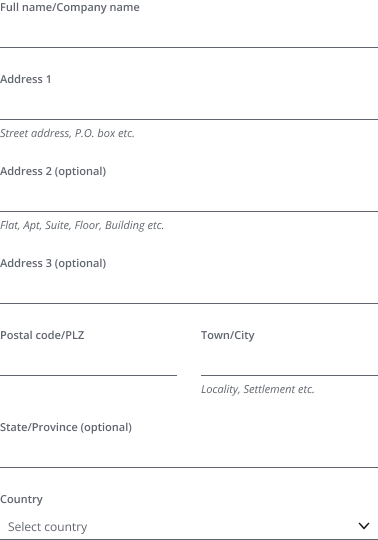 Full name/Company name
Address 1
Street address, P.O. box etc.
Address 2 (optional)
Flat, Apt, Suite, Floor, Building etc.
Address 3 (optional)
Postal code/PLZ
Town/City
Locality, Settlement etc.
State/Province (optional)
Country
Select country